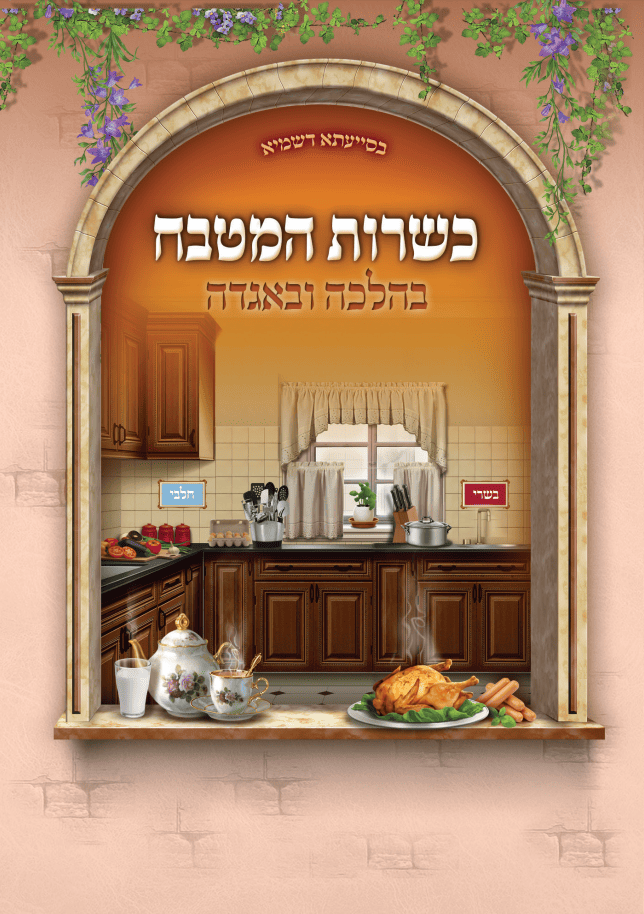 בסייעתא דשמיא
כשרות המטבח
בהלכה ובאגדה
חלבי
בשרי